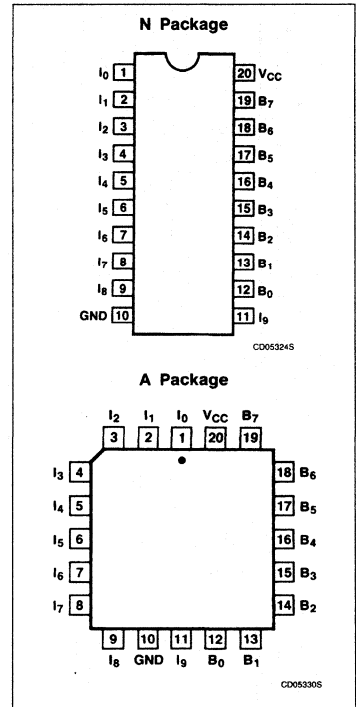 N Package
I₀ 1 20 V_CC
I₁ 2 19 B₇
I₂ 3 18 B₆
I₃ 4 17 B₅
I₄ 5 16 B₄
I₅ 6 15 B₃
I₆ 7 14 B₂
I₇ 8 13 B₁
I₈ 9 12 B₀
GND 10 11 I₉
CD05324S
A Package
I₂ I₁ I₀ V_CC B₇
3 2 1 20 19
I₃ 4 18 B₆
I₄ 5 17 B₅
I₅ 6 16 B₄
I₆ 7 15 B₃
I₇ 8 14 B₂
9 10 11 12 13
I₈ GND I₉ B₀ B₁
CD05330S